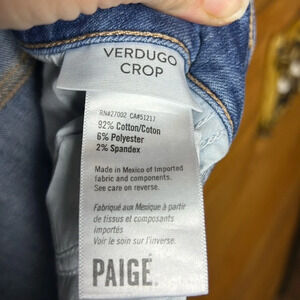 VERDUGO
CROP
RN#27002 CA#51217
92% Cotton/Coton
6% Polyester
2% Spandex
Made in Mexico of Imported
fabric and components.
See care on reverse.
Fabriqué aux Mexique à partir
de tissus et composants
importés
Voir le soin sur l'inverse.
PAIGE